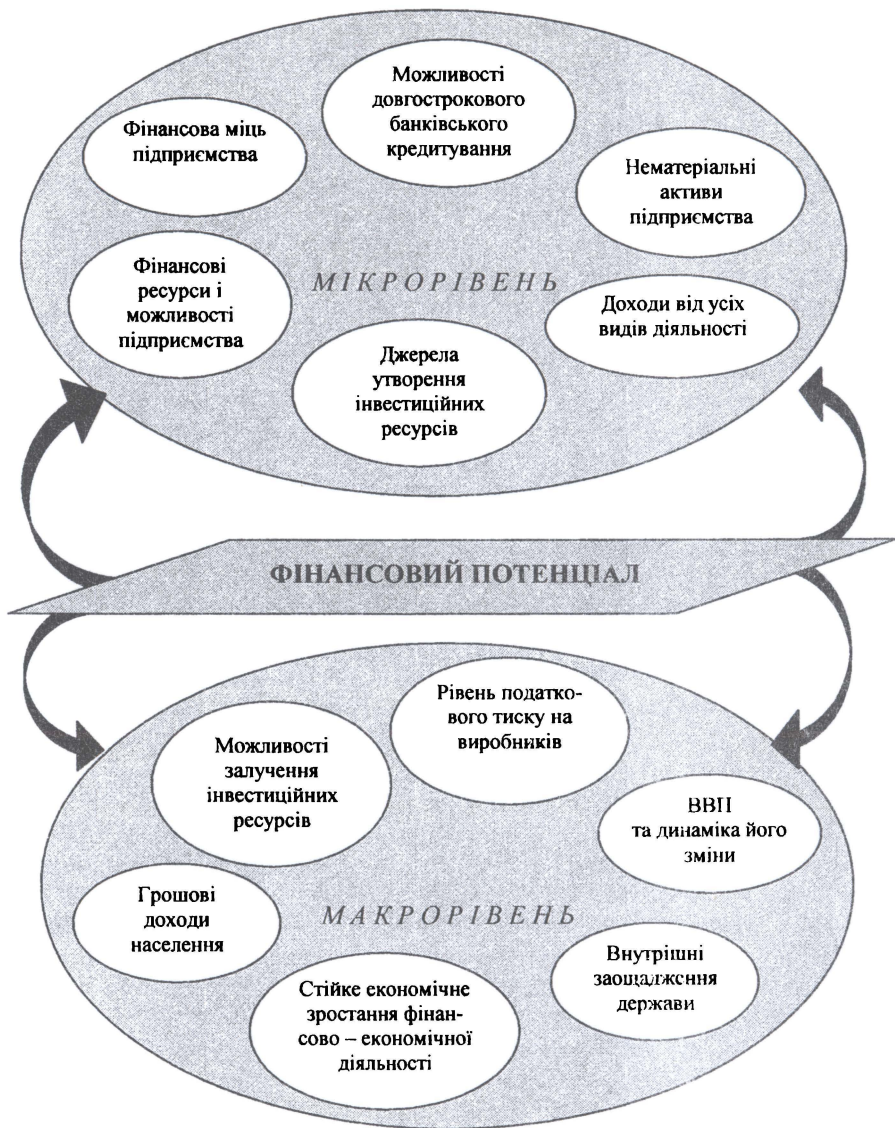 Можливості
довгострокового
банківського
кредитування
Фінансова міць
підприємства
Нематеріальні
активи
підприємства
Фінансові
ресурси і
можливості
підприємства
МІКРОРІВЕНЬ
Доходи від усіх
видів діяльності
Джерела
утворення
інвестиційних
ресурсів
ФІНАНСОВИЙ ПОТЕНЦІАЛ
Рівень податко-
вого тиску на
виробників
Можливості
залучення
інвестиційних
ресурсів
ВВП
та динаміка його
зміни
Грошові
доходи
населення
МАКРОРІВЕНЬ
Внутрішні
заощадження
держави
Стійке економічне
зростання фінан-
сово – економічної
діяльності